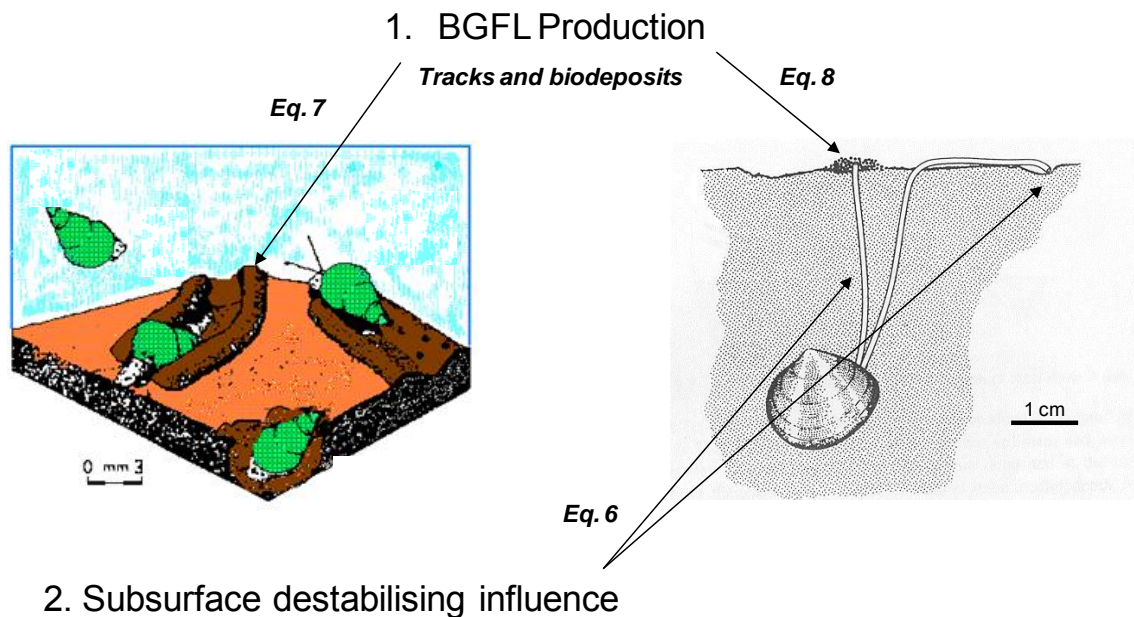 1. BGFL Production
Tracks and biodeposits
Eq. 7
Eq. 8
0 mm 3
1 cm
Eq. 6
2. Subsurface destabilising influence